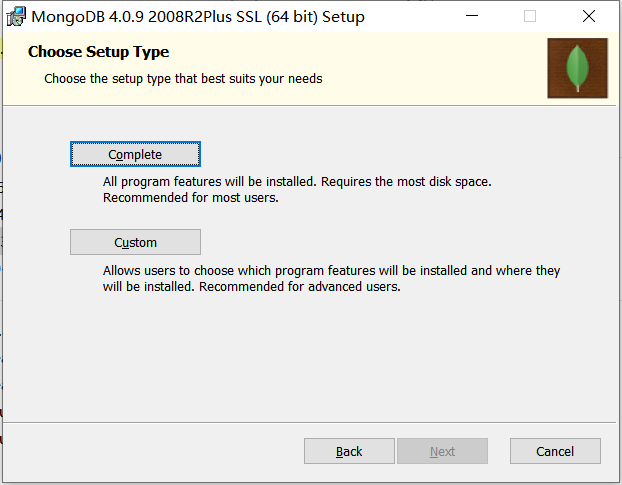 MongoDB 4.0.9 2008R2Plus SSL (64 bit) Setup
Choose Setup Type
Choose the setup type that best suits your needs
Complete
All program features will be installed. Requires the most disk space.
Recommended for most users.
Custom
Allows users to choose which program features will be installed and where they
will be installed. Recommended for advanced users.
Back
Next
Cancel